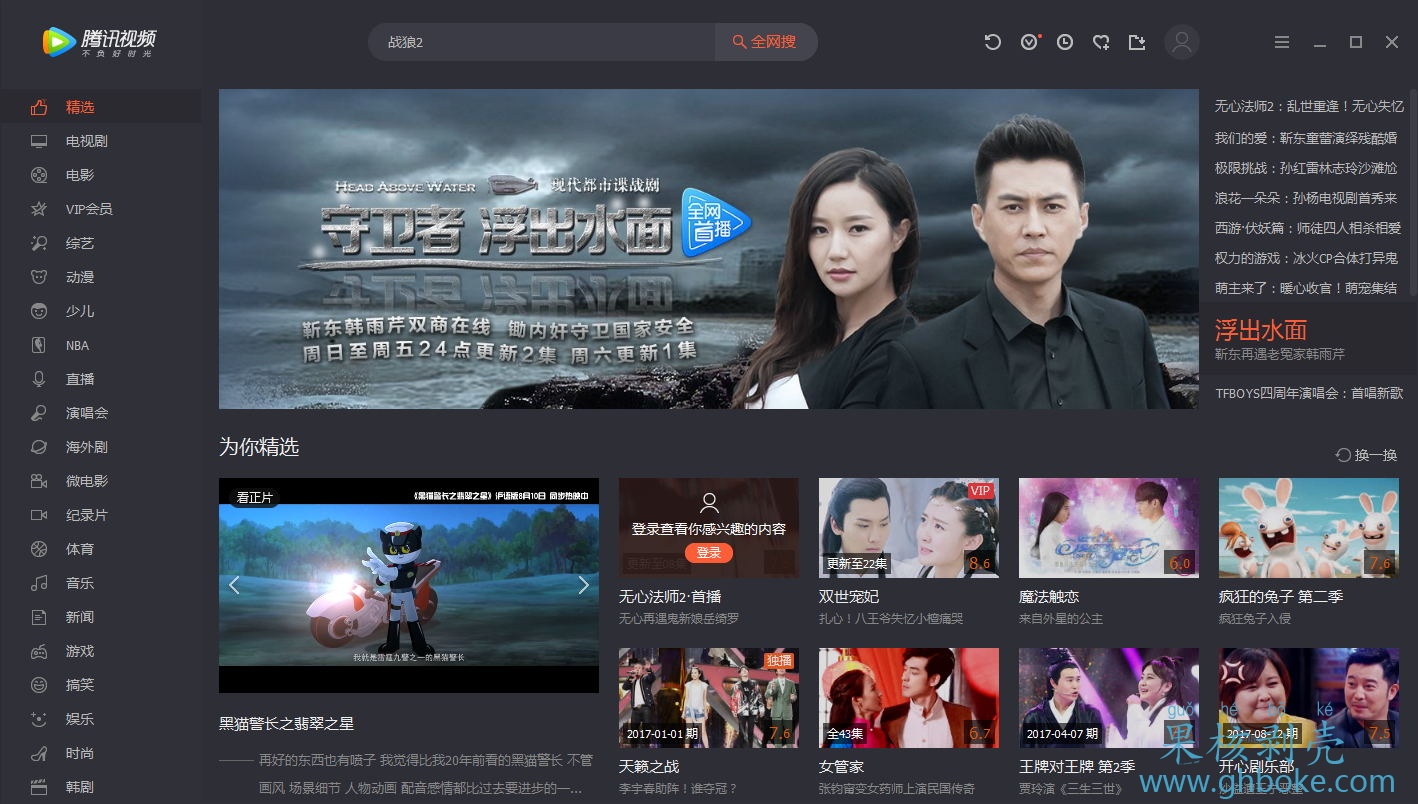 腾讯视频
不负好时光
战狼2
全网搜
精选
电视剧
电影
VIP会员
综艺
动漫
少儿
NBA
直播
演唱会
海外剧
微电影
纪录片
体育
音乐
新闻
游戏
搞笑
娱乐
时尚
韩剧
HEAD ABOVE WATER 现代都市谍战剧
守卫者 浮出水面
全网首播
靳东韩雨芹双商在线 锄内奸守卫国家安全
周日至周五24点更新2集 周六更新1集
无心法师2：乱世重逢！无心失忆
我们的爱：靳东童蕾演绎残酷婚
极限挑战：孙红雷林志玲沙滩尬
浪花一朵朵：孙杨电视剧首秀来
西游·伏妖篇：师徒四人相杀相爱
权力的游戏：冰火CP合体打异鬼
萌主来了：暖心收官！萌宠集结
浮出水面
靳东再遇老冤家韩雨芹
TFBOYS四周年演唱会：首唱新歌
为你精选
换一换
看正片
《黑猫警长之翡翠之星》沪语版8月10日 同步热映中
我就是雷霆九警之一的黑猫警长
黑猫警长之翡翠之星
再好的东西也有喷子 我觉得比我20年前看的黑猫警长 不管
画风 场景细节 人物动画 配音感情都比过去要进步的一...
登录查看你感兴趣的内容
登录
更新至08集
7.6
无心法师2·首播
无心再遇鬼新娘岳绮罗
VIP
更新至22集
8.6
双世宠妃
扎心！八王爷失忆小檀痛哭
6.0
魔法触恋
来自外星的公主
7.6
疯狂的兔子 第二季
疯狂兔子入侵
独播
2017-01-01 期
7.6
天籁之战
李宇春助阵！谁夺冠？
全43集
6.7
女管家
张钧甯变女药师上演民国传奇
2017-04-07 期
王牌对王牌 第2季
贾玲演《三生三世》
2017-08-12 期
7.5
开心剧乐部
guǒ hé bō ké
果核剥壳
www.ghboke.com